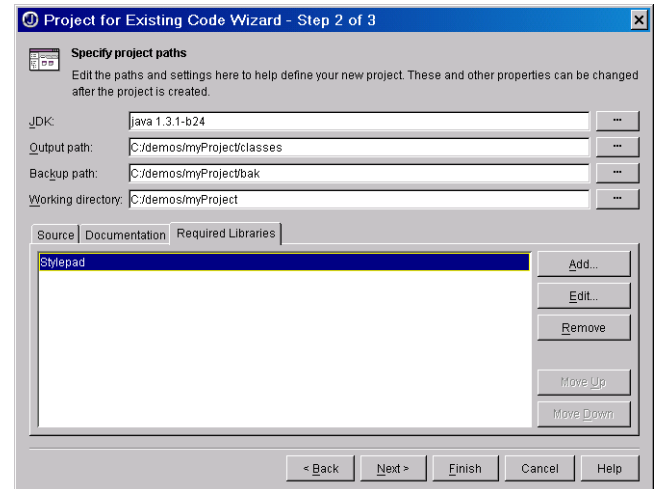 Project for Existing Code Wizard - Step 2 of 3
Specify project paths
Edit the paths and settings here to help define your new project. These and other properties can be changed
after the project is created.
JDK: java 1.3.1-b24 ...
Output path: C:/demos/myProject/classes ...
Backup path: C:/demos/myProject/bak ...
Working directory: C:/demos/myProject ...
Source Documentation Required Libraries
Stylepad
Add...
Edit...
Remove
Move Up
Move Down
< Back Next > Finish Cancel Help